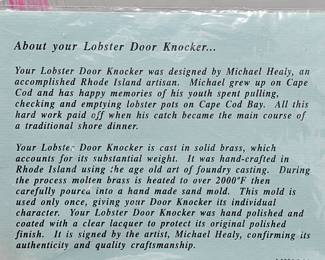 About your Lobster Door Knocker...
Your Lobster Door Knocker was designed by Michael Healy, an
accomplished Rhode Island artisan. Michael grew up on Cape
Cod and has happy memories of his youth spent pulling,
checking and emptying lobster pots on Cape Cod Bay. All this
hard work paid off when his catch became the main course of
a traditional shore dinner.
Your Lobster Door Knocker is cast in solid brass, which
accounts for its substantial weight. It was hand-crafted in
Rhode Island using the age old art of foundry casting. During
the process molten brass is heated to over 2000°F then
carefully poured into a hand made sand mold. This mold is
used only once, giving your Door Knocker its individual
character. Your Lobster Door Knocker was hand polished and
coated with a clear lacquer to protect its original polished
finish. It is signed by the artist, Michael Healy, confirming its
authenticity and quality craftsmanship.